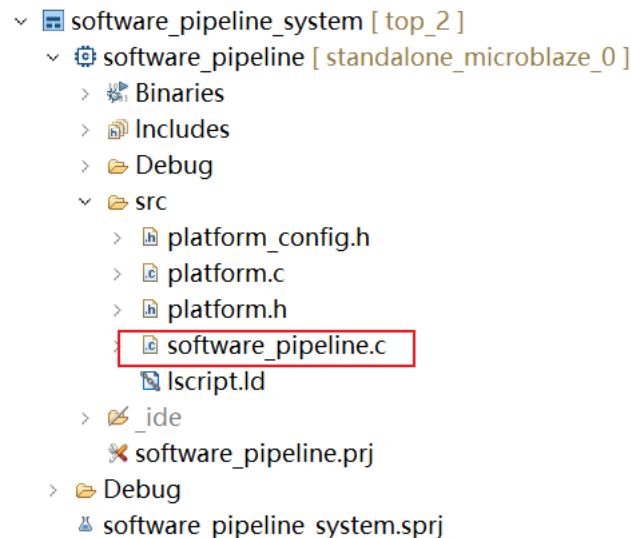 software_pipeline_system [ top_2 ]
software_pipeline [ standalone_microblaze_0 ]
Binaries
Includes
Debug
src
platform_config.h
platform.c
platform.h
software_pipeline.c
lscript.ld
_ide
software_pipeline.prj
Debug
software_pipeline_system.sprj